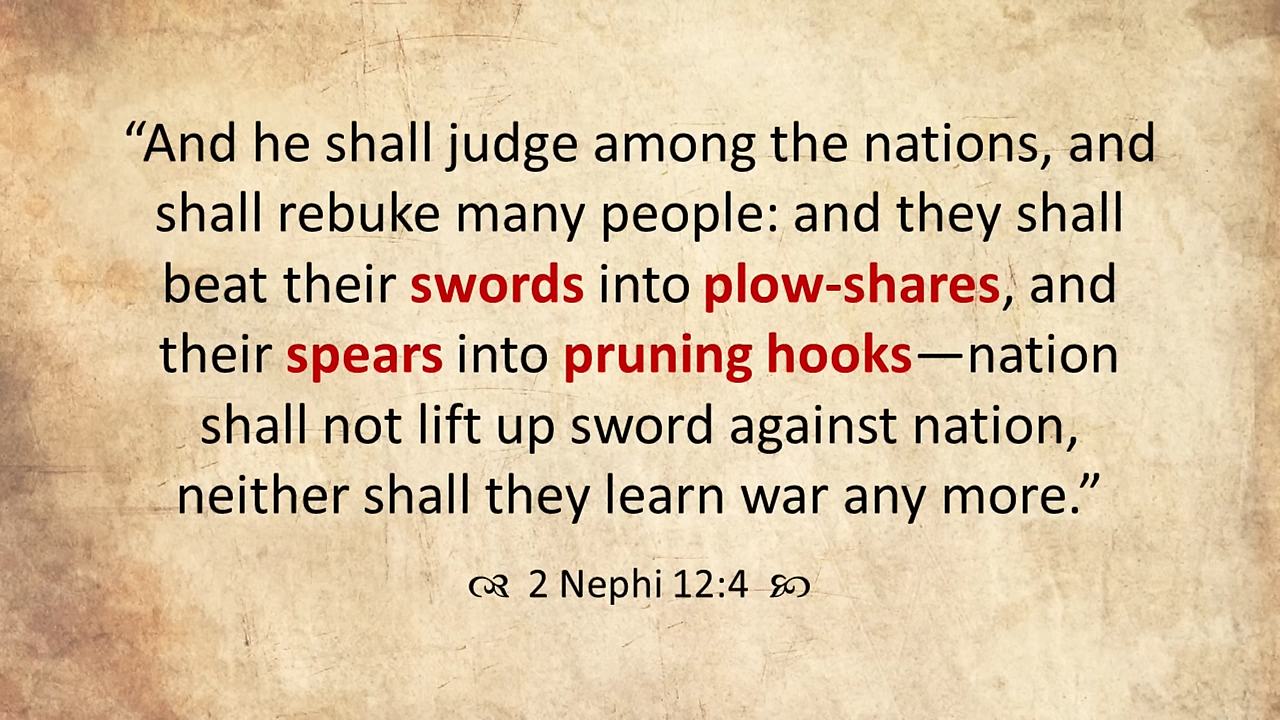 “And he shall judge among the nations, and
shall rebuke many people: and they shall
beat their swords into plow-shares, and
their spears into pruning hooks—nation
shall not lift up sword against nation,
neither shall they learn war any more.”
2 Nephi 12:4